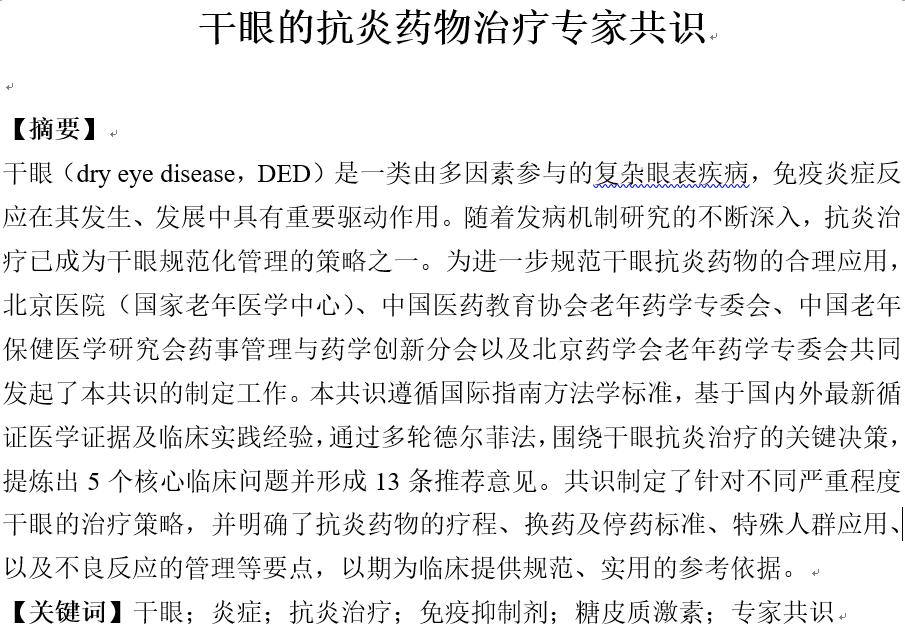 干眼的抗炎药物治疗专家共识
【摘要】
干眼（dry eye disease，DED）是一类由多因素参与的复杂眼表疾病，免疫炎症反
应在其发生、发展中具有重要驱动作用。随着发病机制研究的不断深入，抗炎治
疗已成为干眼规范化管理的策略之一。为进一步规范干眼抗炎药物的合理应用，
北京医院（国家老年医学中心）、中国医药教育协会老年药学专委会、中国老年
保健医学研究会药事管理与药学创新分会以及北京药学会老年药学专委会共同
发起了本共识的制定工作。本共识遵循国际指南方法学标准，基于国内外最新循
证医学证据及临床实践经验，通过多轮德尔菲法，围绕干眼抗炎治疗的关键决策，
提炼出 5 个核心临床问题并形成 13 条推荐意见。共识制定了针对不同严重程度
干眼的治疗策略，并明确了抗炎药物的疗程、换药及停药标准、特殊人群应用、
以及不良反应的管理等要点，以期为临床提供规范、实用的参考依据。
【关键词】干眼；炎症；抗炎治疗；免疫抑制剂；糖皮质激素；专家共识